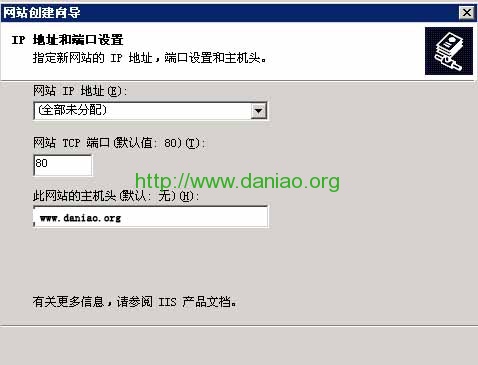 网站创建向导
IP 地址和端口设置
指定新网站的 IP 地址，端口设置和主机头。
网站 IP 地址(E):
(全部未分配)
网站 TCP 端口(默认值: 80)(T):
80
http://www.daniao.org
此网站的主机头(默认: 无)(H):
www.daniao.org
有关更多信息，请参阅 IIS 产品文档。